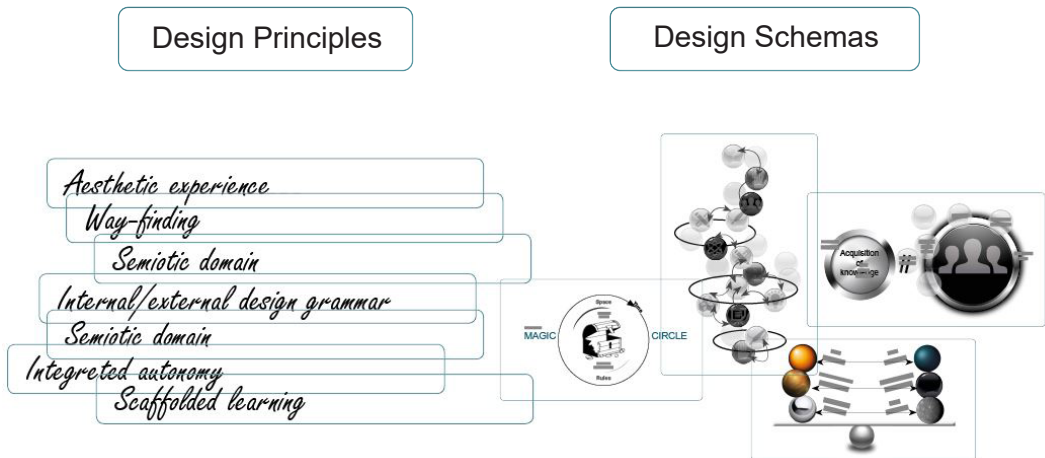 Design Principles
Design Schemas
Aesthetic experience
Way-finding
Semiotic domain
Internal/external design grammar
Semiotic domain
Integreted autonomy
Scaffolded learning
Space
MAGIC
CIRCLE
Rules
Acquisition
of
knowledge